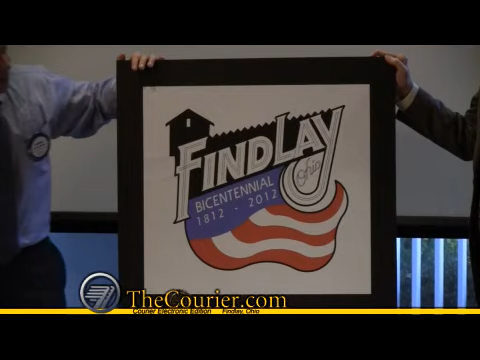 FINDLAY
Ohio
BICENTENNIAL
1812 - 2012
TheCourier.com
Courier Electronic Edition Findlay, Ohio